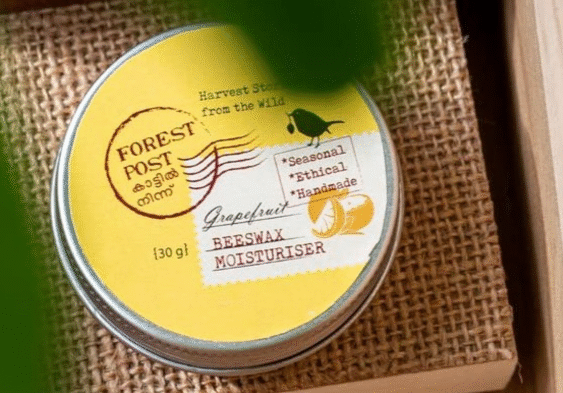 Harvest
from the Wild
FOREST
POST
കാട്ടിൽ
നിന്ന്
*Seasonal
*Ethical
*Handmade
Grapefruit
{30 g}
BEESWAX
MOISTURISER